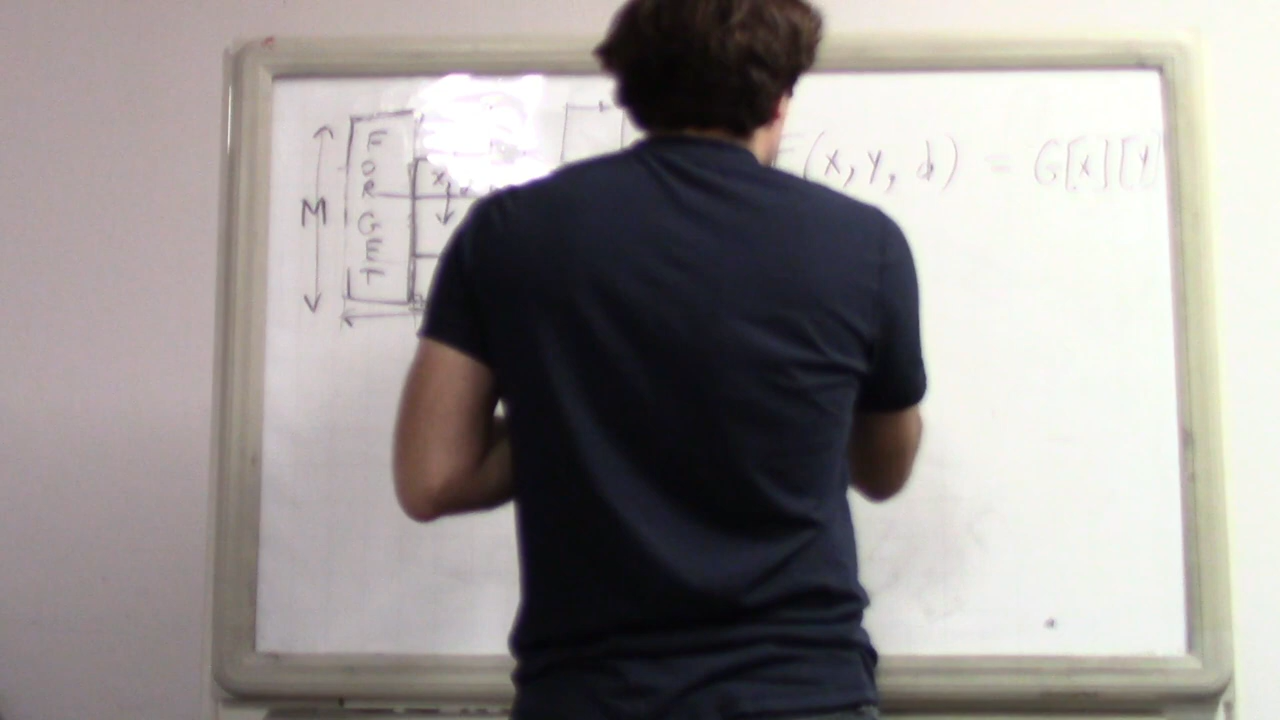 M
FORGET
x
(x, y, d) = G[x][y]